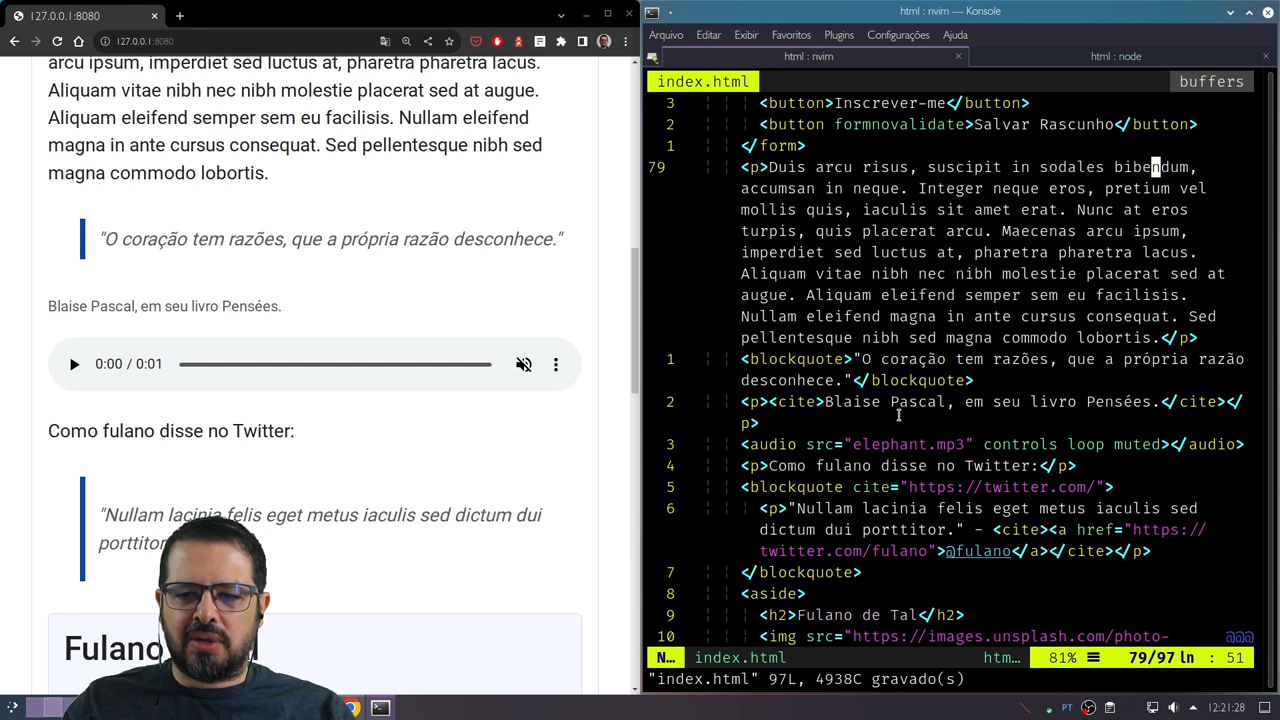 127.0.0.1:8080
127.0.0.1:8080
arcu ipsum, imperdiet sed luctus at, pharetra pharetra lacus.
Aliquam vitae nibh nec nibh molestie placerat sed at augue.
Aliquam eleifend semper sem eu facilisis. Nullam eleifend
magna in ante cursus consequat. Sed pellentesque nibh sed
magna commodo lobortis.
"O coração tem razões, que a própria razão desconhece."
Blaise Pascal, em seu livro Pensées.
0:00 / 0:01
Como fulano disse no Twitter:
"Nullam lacinia felis eget metus iaculis sed dictum dui
Fulano
html : nvim — Konsole
Arquivo Editar Exibir Favoritos Plugins Configurações Ajuda
html : nvim
html : node
index.html
buffers
3 <button>Inscrever-me</button>
2 <button formnovalidate>Salvar Rascunho</button>
1 </form>
79 <p>Duis arcu risus, suscipit in sodales bibendum,
accumsan in neque. Integer neque eros, pretium vel
mollis quis, iaculis sit amet erat. Nunc at eros
turpis, quis placerat arcu. Maecenas arcu ipsum,
imperdiet sed luctus at, pharetra pharetra lacus.
Aliquam vitae nibh nec nibh molestie placerat sed at
augue. Aliquam eleifend semper sem eu facilisis.
Nullam eleifend magna in ante cursus consequat. Sed
pellentesque nibh sed magna commodo lobortis.</p>
1 <blockquote>"O coração tem razões, que a própria razão
desconhece."</blockquote>
2 <p><cite>Blaise Pascal, em seu livro Pensées.</cite></
p>
3 <audio src="elephant.mp3" controls loop muted></audio>
4 <p>Como fulano disse no Twitter:</p>
5 <blockquote cite="https://twitter.com/">
6 <p>"Nullam lacinia felis eget metus iaculis sed
dictum dui porttitor." - <cite><a href="https://
twitter.com/fulano">@fulano</a></cite></p>
7 </blockquote>
8 <aside>
9 <h2>Fulano de Tal</h2>
10 <img src="https://images.unsplash.com/photo- @@@
N... index.html htm... 81% 79/97 ln : 51
"index.html" 97L, 4938C gravado(s)
PT 12:21:28